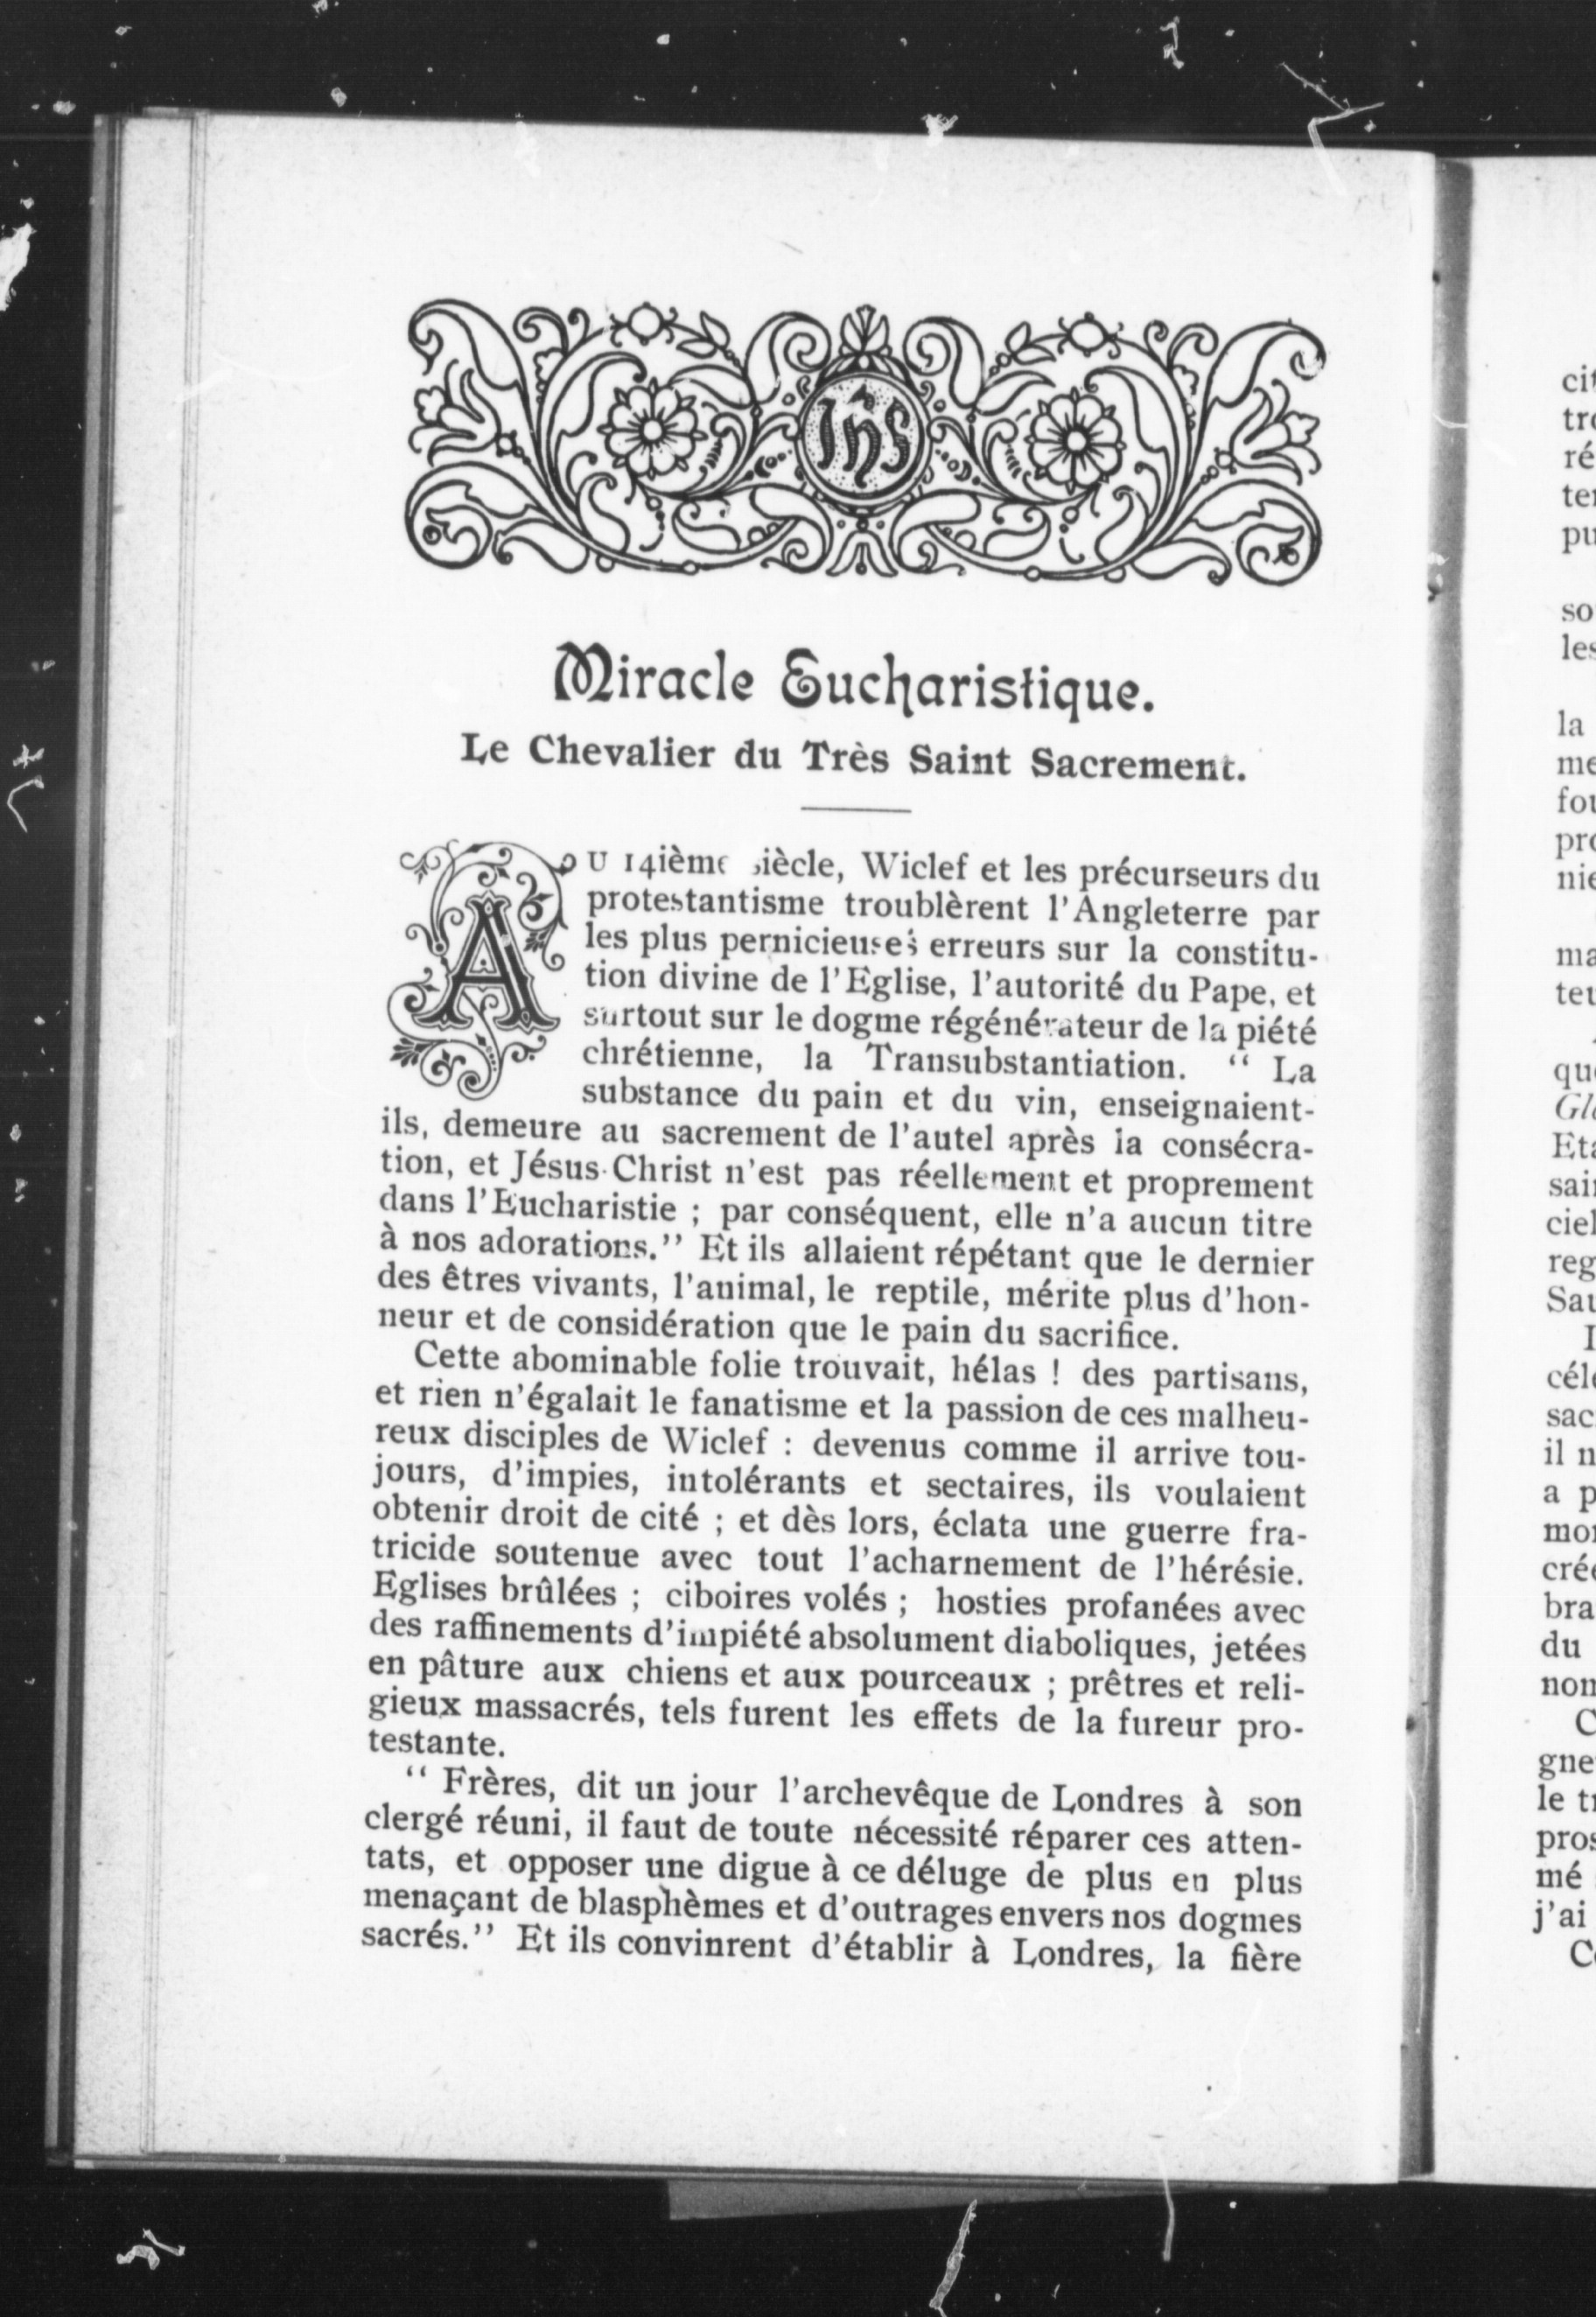 IHS
Miracle Eucharistique.
Le Chevalier du Très Saint Sacrement.
AU 14ième siècle, Wiclef et les précurseurs du
protestantisme troublèrent l'Angleterre par
les plus pernicieuses erreurs sur la constitu-
tion divine de l'Eglise, l'autorité du Pape, et
surtout sur le dogme régénérateur de la piété
chrétienne, la Transubstantiation. “ La
substance du pain et du vin, enseignaient-
ils, demeure au sacrement de l'autel après la consécra-
tion, et Jésus-Christ n'est pas réellement et proprement
dans l'Eucharistie ; par conséquent, elle n'a aucun titre
à nos adorations.” Et ils allaient répétant que le dernier
des êtres vivants, l'animal, le reptile, mérite plus d'hon-
neur et de considération que le pain du sacrifice.
Cette abominable folie trouvait, hélas ! des partisans,
et rien n'égalait le fanatisme et la passion de ces malheu-
reux disciples de Wiclef : devenus comme il arrive tou-
jours, d'impies, intolérants et sectaires, ils voulaient
obtenir droit de cité ; et dès lors, éclata une guerre fra-
tricide soutenue avec tout l'acharnement de l'hérésie.
Eglises brûlées ; ciboires volés ; hosties profanées avec
des raffinements d'impiété absolument diaboliques, jetées
en pâture aux chiens et aux pourceaux ; prêtres et reli-
gieux massacrés, tels furent les effets de la fureur pro-
testante.
“ Frères, dit un jour l'archevêque de Londres à son
clergé réuni, il faut de toute nécessité réparer ces atten-
tats, et opposer une digue à ce déluge de plus en plus
menaçant de blasphèmes et d'outrages envers nos dogmes
sacrés.” Et ils convinrent d'établir à Londres, la fière